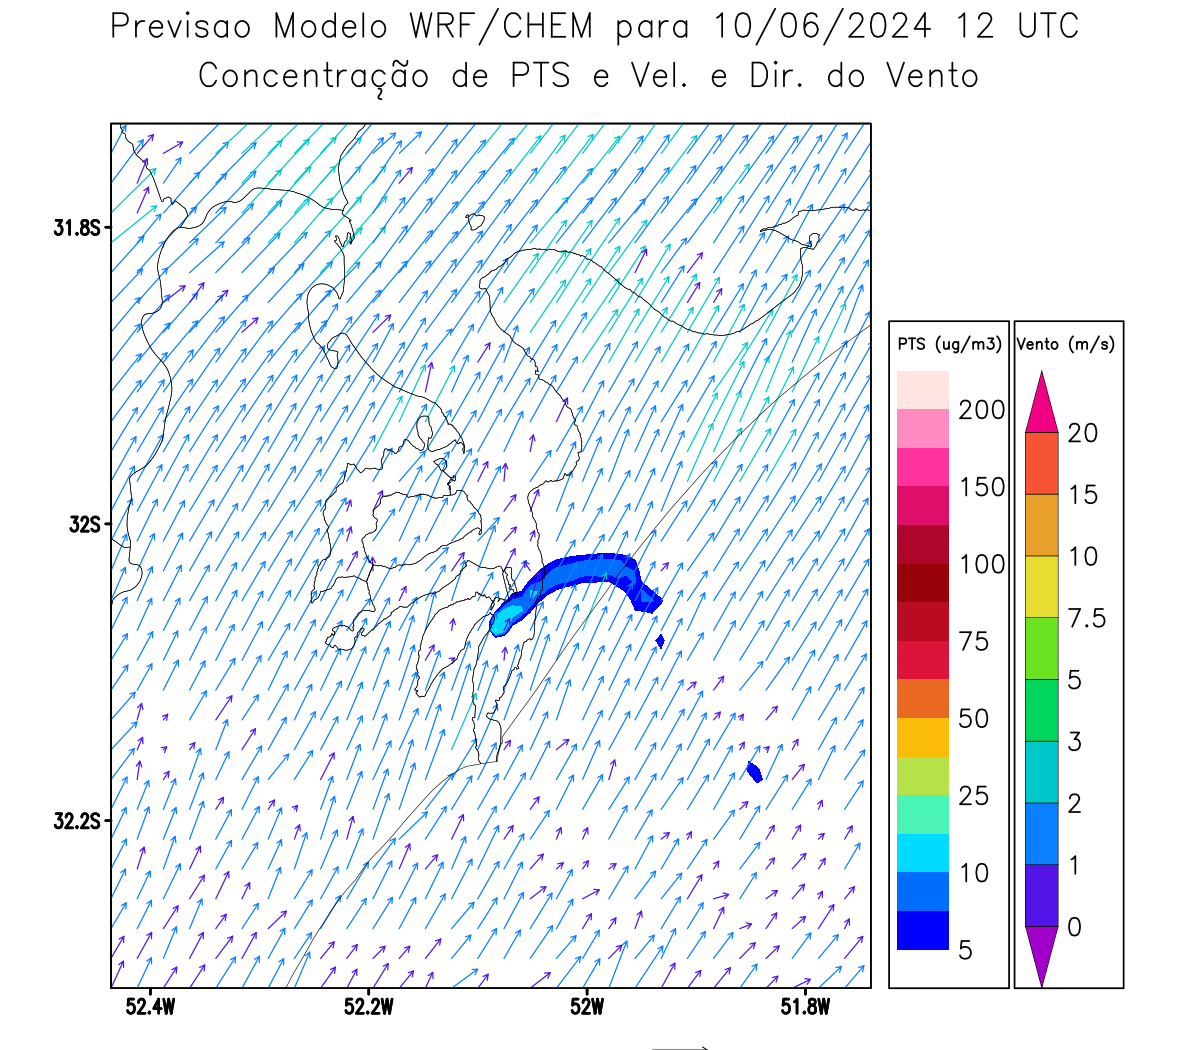 Previsao Modelo WRF/CHEM para 10/06/2024 12 UTC
Concentração de PTS e Vel. e Dir. do Vento
31.8S
32S
32.2S
52.4W 52.2W 52W 51.8W
PTS (ug/m3)
200
150
100
75
50
25
10
5
Vento (m/s)
20
15
10
7.5
5
3
2
1
0